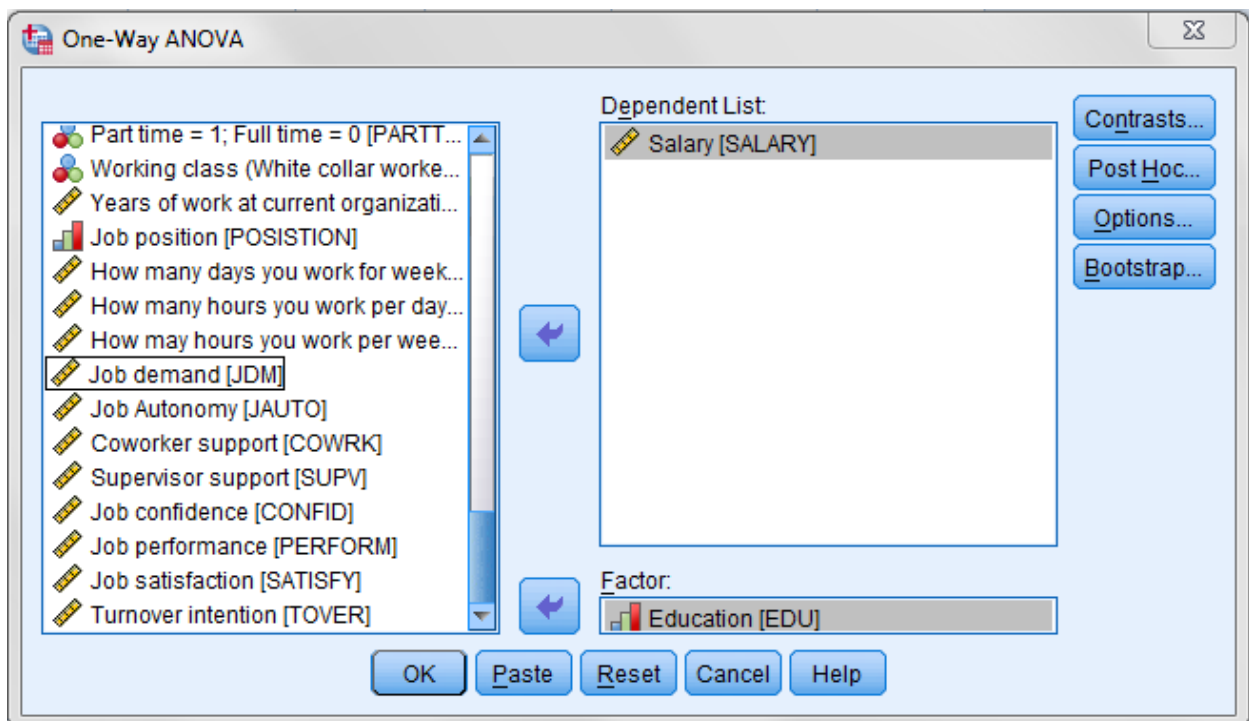 One-Way ANOVA
Part time = 1; Full time = 0 [PARTT...
Working class (White collar worke...
Years of work at current organizati...
Job position [POSISTION]
How many days you work for week...
How many hours you work per day...
How may hours you work per wee...
Job demand [JDM]
Job Autonomy [JAUTO]
Coworker support [COWRK]
Supervisor support [SUPV]
Job confidence [CONFID]
Job performance [PERFORM]
Job satisfaction [SATISFY]
Turnover intention [TOVER]
Dependent List:
Salary [SALARY]
Factor:
Education [EDU]
Contrasts...
Post Hoc...
Options...
Bootstrap...
OK Paste Reset Cancel Help